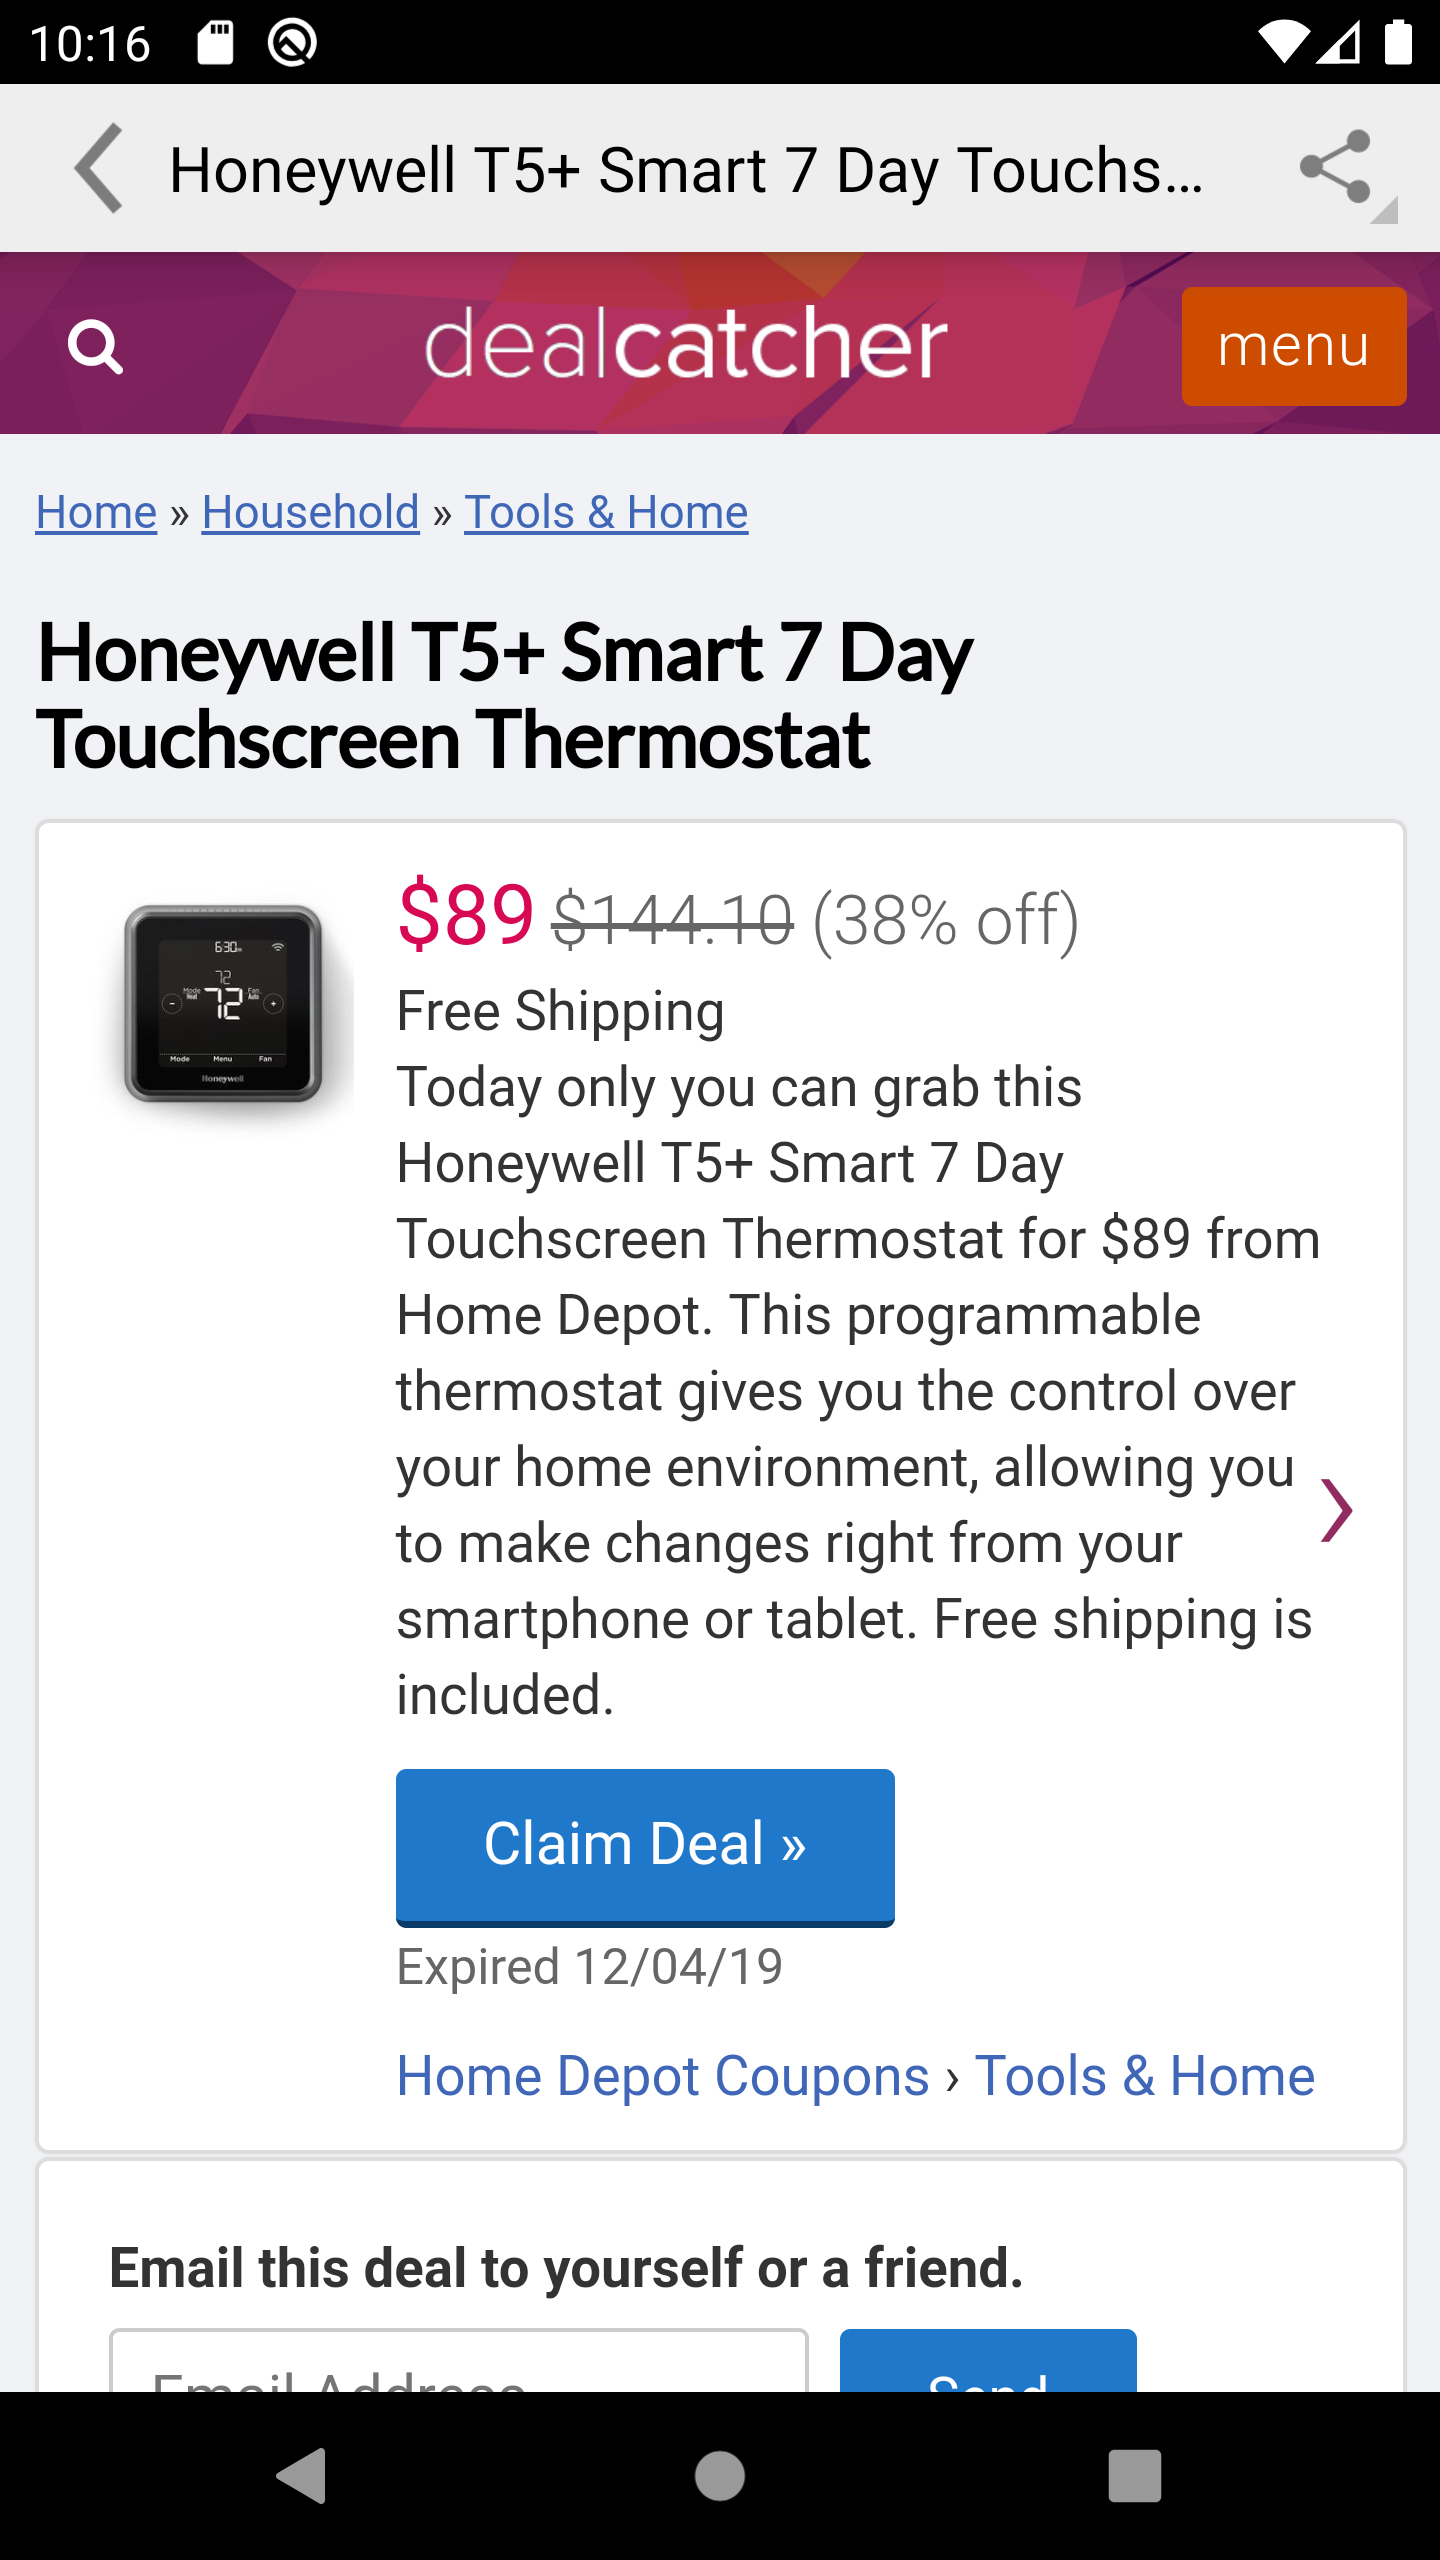 10:16
Honeywell T5+ Smart 7 Day Touchs...
dealcatcher
menu
Home » Household » Tools & Home
Honeywell T5+ Smart 7 Day
Touchscreen Thermostat
$89 $144.10 (38% off)
Free Shipping
Today only you can grab this
Honeywell T5+ Smart 7 Day
Touchscreen Thermostat for $89 from
Home Depot. This programmable
thermostat gives you the control over
your home environment, allowing you
to make changes right from your
smartphone or tablet. Free shipping is
included.
6:30
72
Mode Heat
72
Fan Auto
Mode Menu Fan
Honeywell
Claim Deal »
Expired 12/04/19
Home Depot Coupons › Tools & Home
Email this deal to yourself or a friend.
Email Address
Send